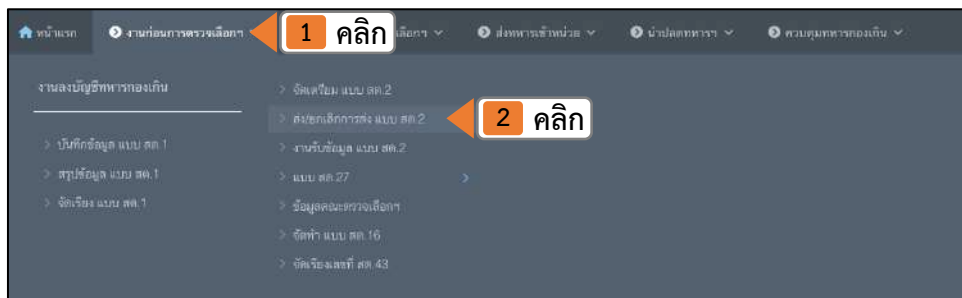 หน้าแรก งานก่อนการตรวจเลือกฯ 1 คลิก เลือกฯ ส่งทหารเข้าหน่วย นำปลดทหารฯ ควบคุมทหารกองเกิน
งานลงบัญชีทหารกองเกิน
> บันทึกข้อมูล แบบ สด.1
> สรุปข้อมูล แบบ สด.1
> จัดเรียง แบบ สด.1
> จัดเตรียม แบบ สด.2
> ส่ง/ยกเลิกการส่ง แบบ สด.2 2 คลิก
> งานรับข้อมูล แบบ สด.2
> แบบ สด.27 >
> ข้อมูลคณะตรวจเลือกฯ
> จัดทำ แบบ สด.16
> จัดเรียงเลขที่ สด.43